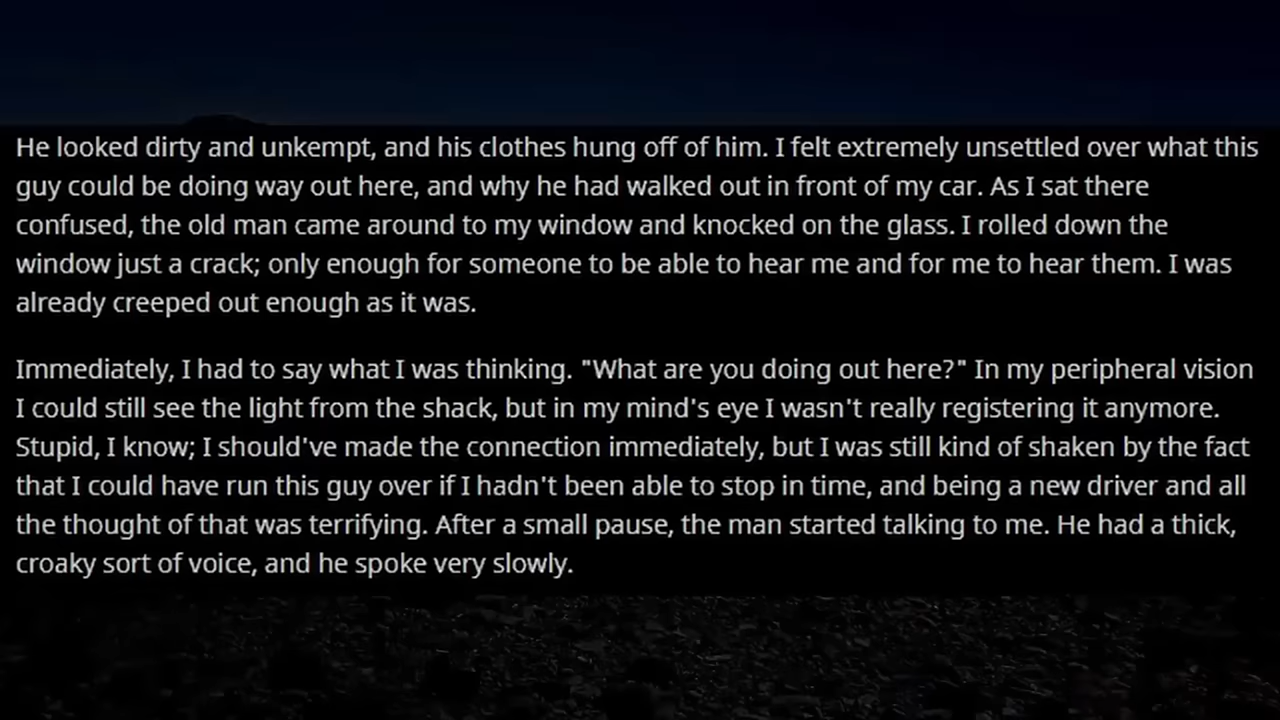 He looked dirty and unkempt, and his clothes hung off of him. I felt extremely unsettled over what this
guy could be doing way out here, and why he had walked out in front of my car. As I sat there
confused, the old man came around to my window and knocked on the glass. I rolled down the
window just a crack; only enough for someone to be able to hear me and for me to hear them. I was
already creeped out enough as it was.
Immediately, I had to say what I was thinking. "What are you doing out here?" In my peripheral vision
I could still see the light from the shack, but in my mind's eye I wasn't really registering it anymore.
Stupid, I know; I should've made the connection immediately, but I was still kind of shaken by the fact
that I could have run this guy over if I hadn't been able to stop in time, and being a new driver and all
the thought of that was terrifying. After a small pause, the man started talking to me. He had a thick,
croaky sort of voice, and he spoke very slowly.